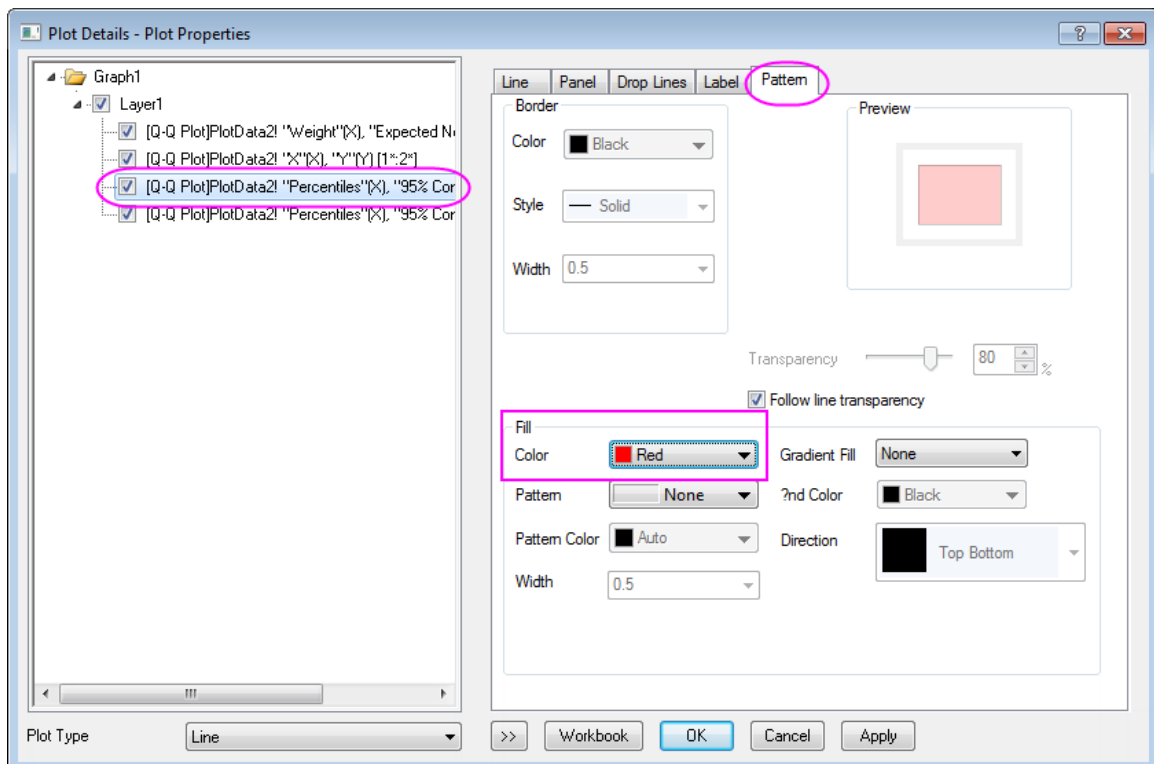 Plot Details - Plot Properties
Graph1
Layer1
[Q-Q Plot]PlotData2! "Weight"(X), "Expected N
[Q-Q Plot]PlotData2! "X"(X), "Y"(Y) [1*:2*]
[Q-Q Plot]PlotData2! "Percentiles"(X), "95% Cor
[Q-Q Plot]PlotData2! "Percentiles"(X), "95% Cor
Plot Type
Line
Line Panel Drop Lines Label Pattern
Border
Color Black
Style Solid
Width 0.5
Preview
Transparency 80 %
Follow line transparency
Fill
Color Red
Gradient Fill None
Pattern None
?nd Color Black
Pattern Color Auto
Direction Top Bottom
Width 0.5
>> Workbook OK Cancel Apply